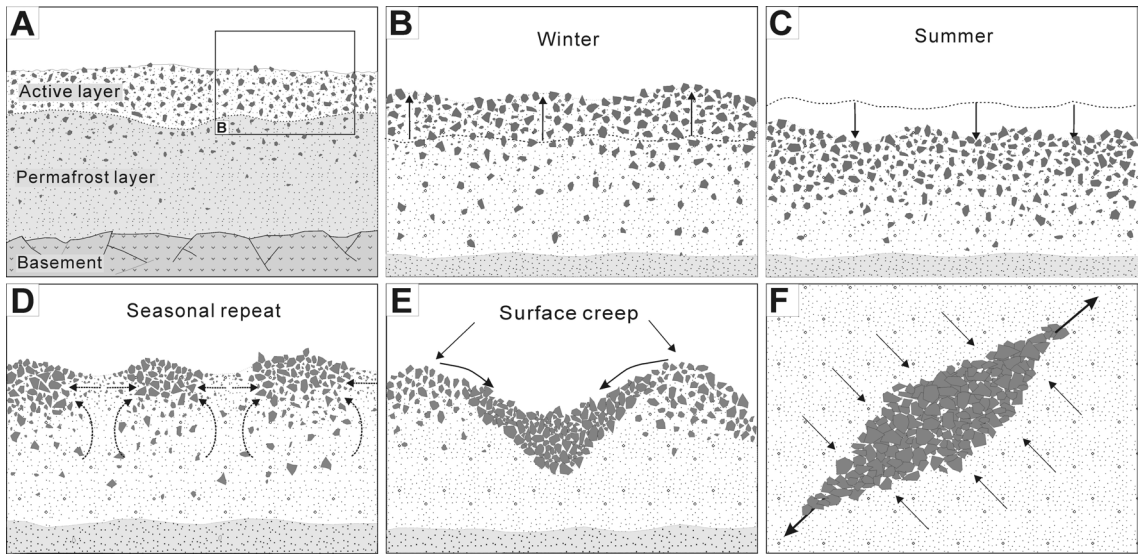 A
Active layer
B
Permafrost layer
Basement
B
Winter
C
Summer
D
Seasonal repeat
E
Surface creep
F